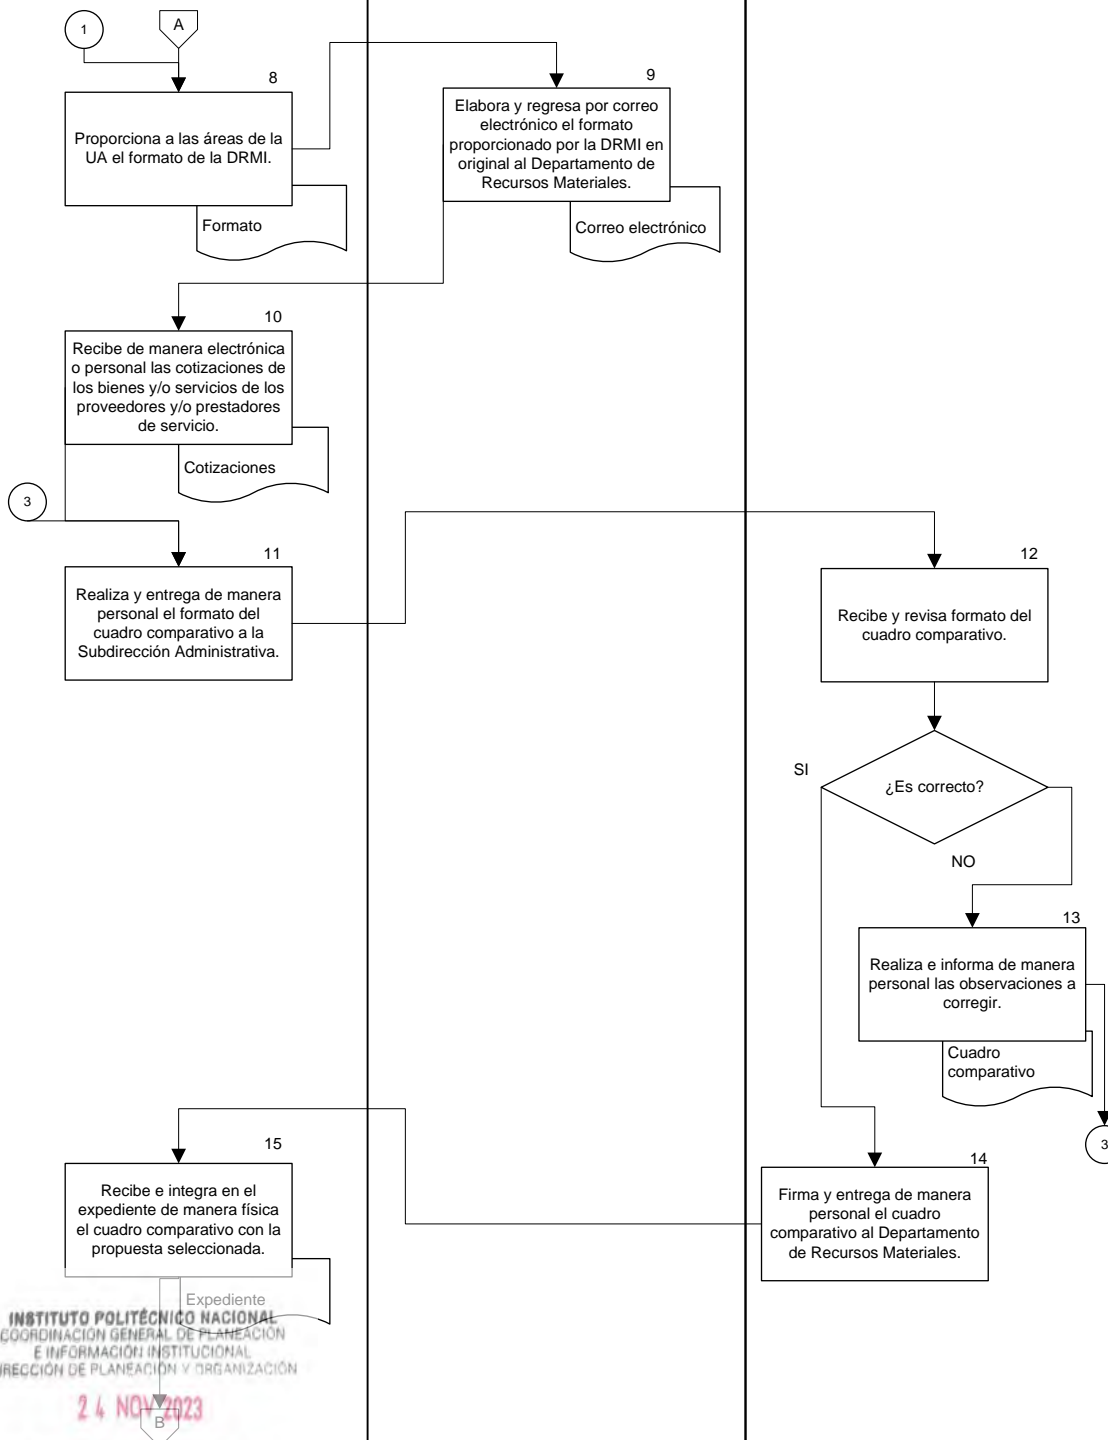 1
A
8
Proporciona a las áreas de la
UA el formato de la DRMI.
Formato
9
Elabora y regresa por correo
electrónico el formato
proporcionado por la DRMI en
original al Departamento de
Recursos Materiales.
Correo electrónico
10
Recibe de manera electrónica
o personal las cotizaciones de
los bienes y/o servicios de los
proveedores y/o prestadores
de servicio.
Cotizaciones
3
11
Realiza y entrega de manera
personal el formato del
cuadro comparativo a la
Subdirección Administrativa.
12
Recibe y revisa formato del
cuadro comparativo.
¿Es correcto?
SI
NO
13
Realiza e informa de manera
personal las observaciones a
corregir.
Cuadro
comparativo
3
14
Firma y entrega de manera
personal el cuadro
comparativo al Departamento
de Recursos Materiales.
15
Recibe e integra en el
expediente de manera física
el cuadro comparativo con la
propuesta seleccionada.
Expediente
INSTITUTO POLITÉCNICO NACIONAL
COORDINACIÓN GENERAL DE PLANEACIÓN
E INFORMACIÓN INSTITUCIONAL
IRECCIÓN DE PLANEACIÓN Y ORGANIZACIÓN
24 NOV 2023
B